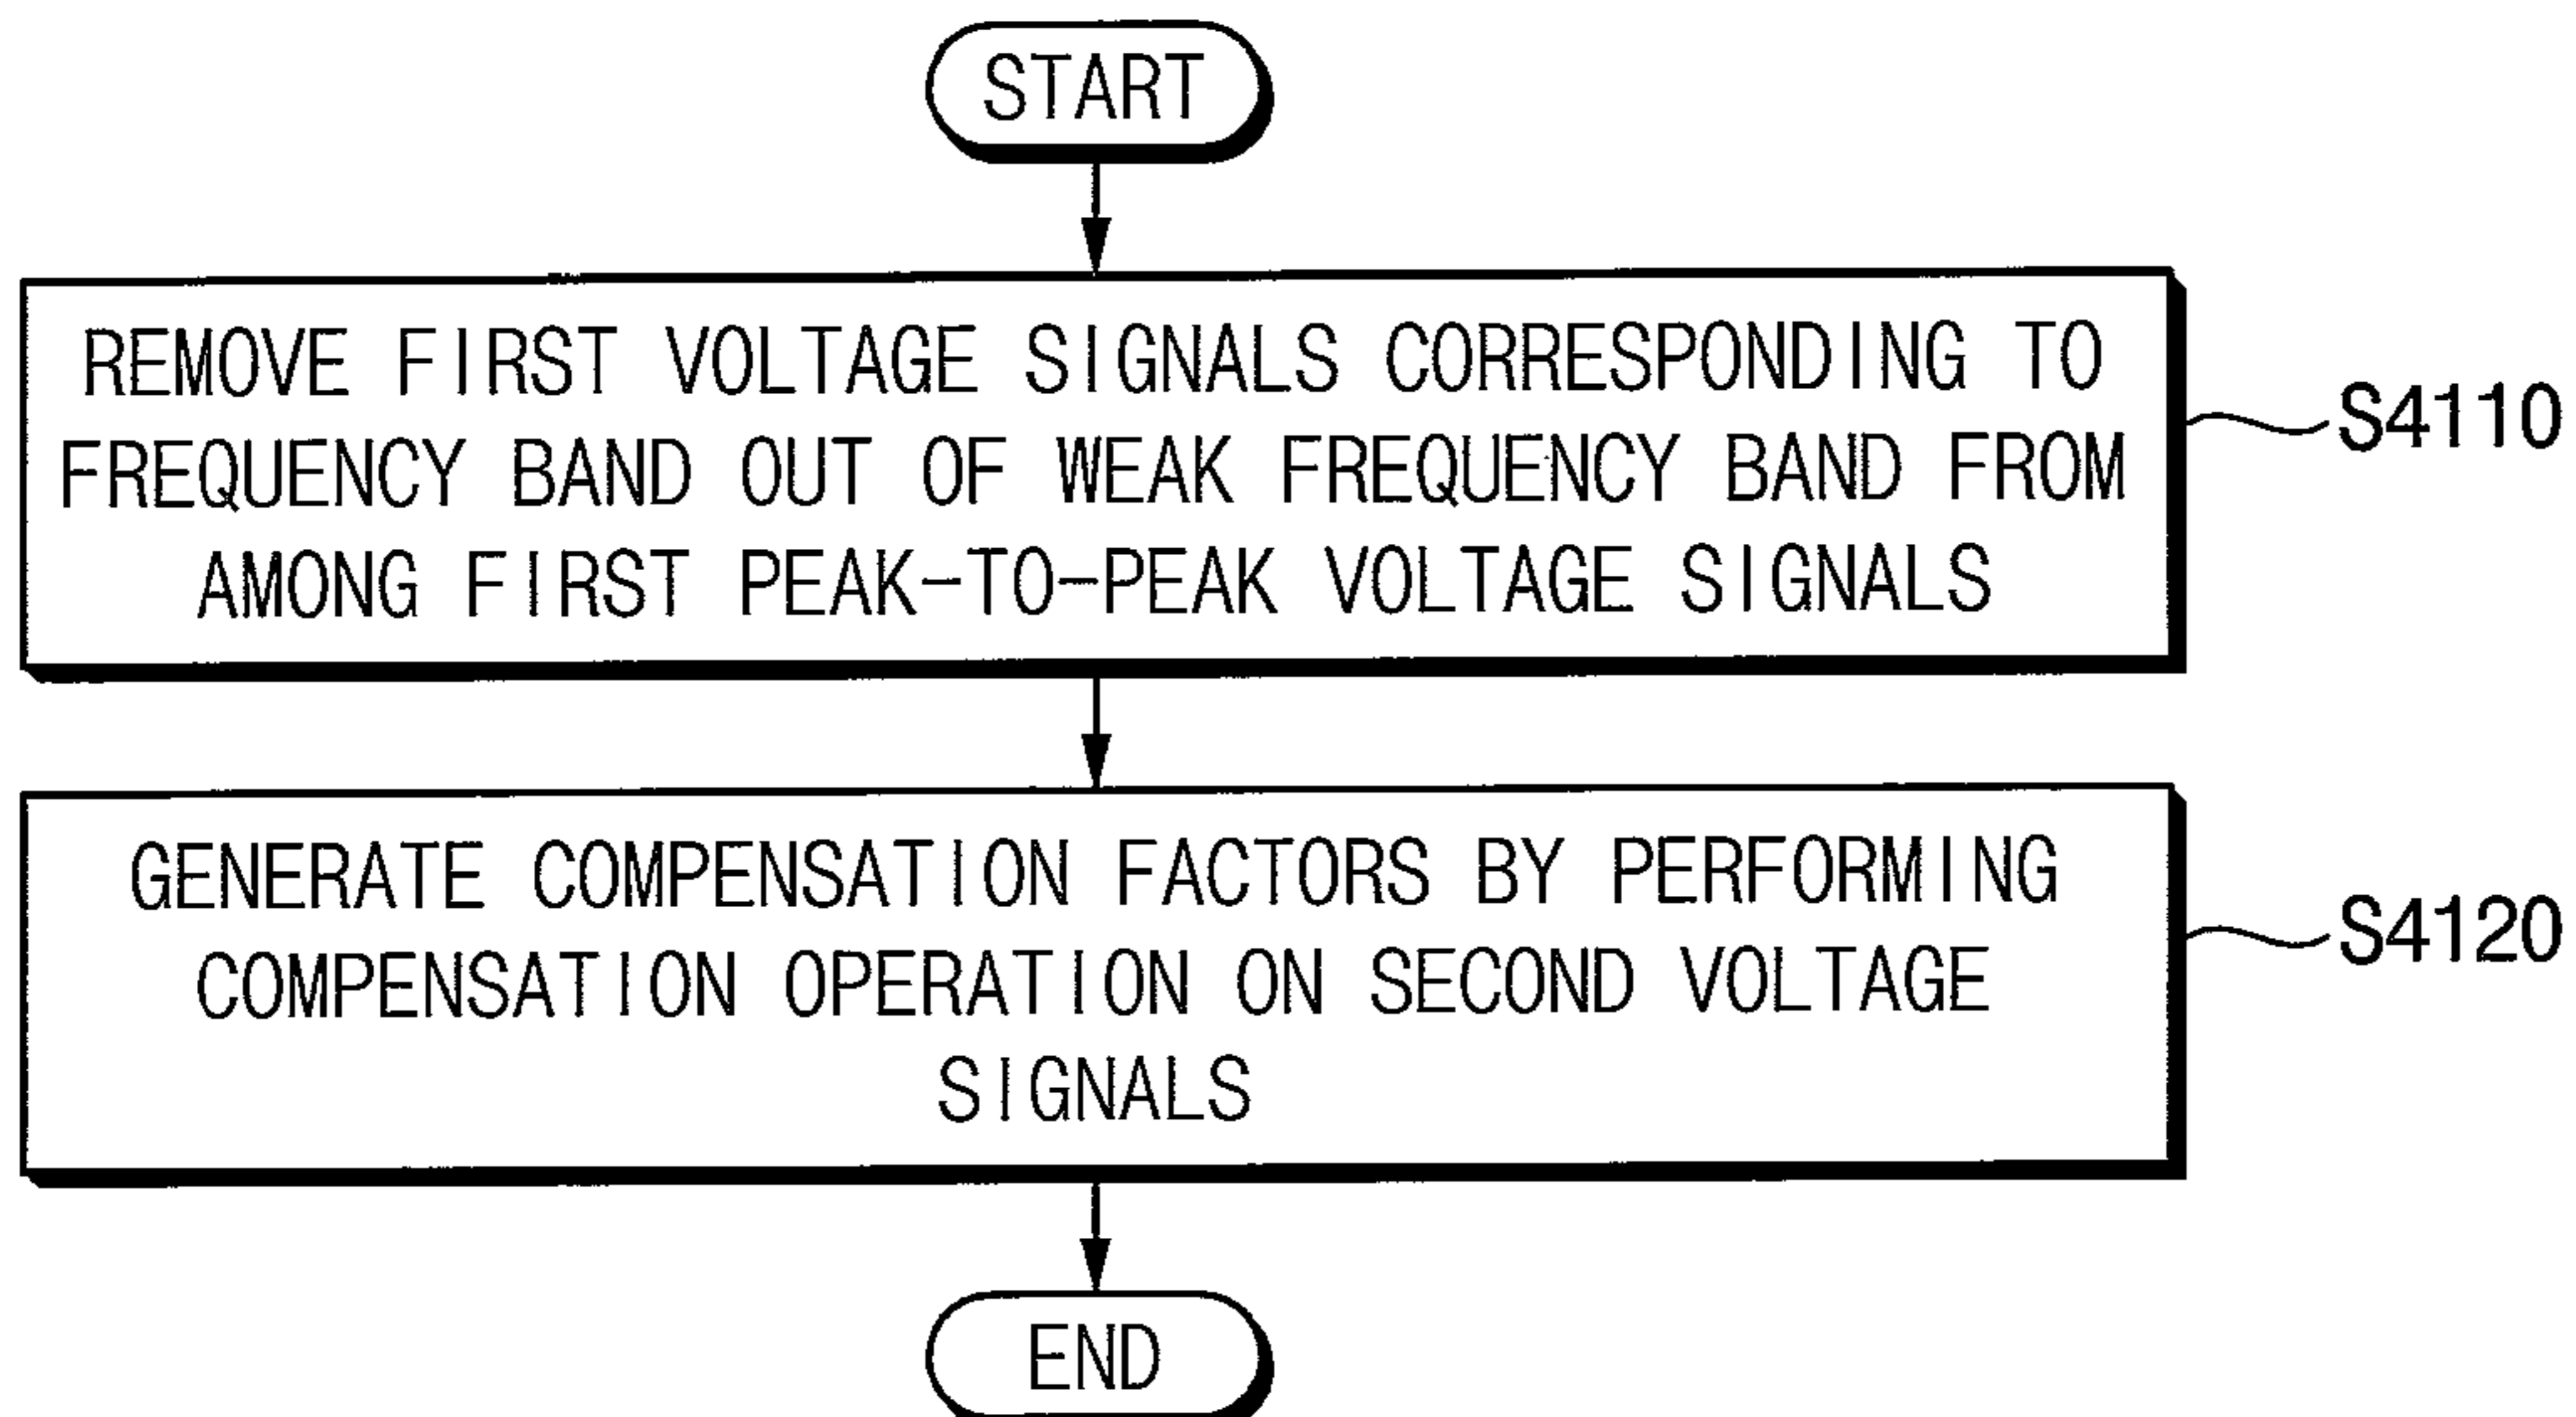 START
REMOVE FIRST VOLTAGE SIGNALS CORRESPONDING TO
FREQUENCY BAND OUT OF WEAK FREQUENCY BAND FROM
AMONG FIRST PEAK-TO-PEAK VOLTAGE SIGNALS
S4110
GENERATE COMPENSATION FACTORS BY PERFORMING
COMPENSATION OPERATION ON SECOND VOLTAGE
SIGNALS
S4120
END